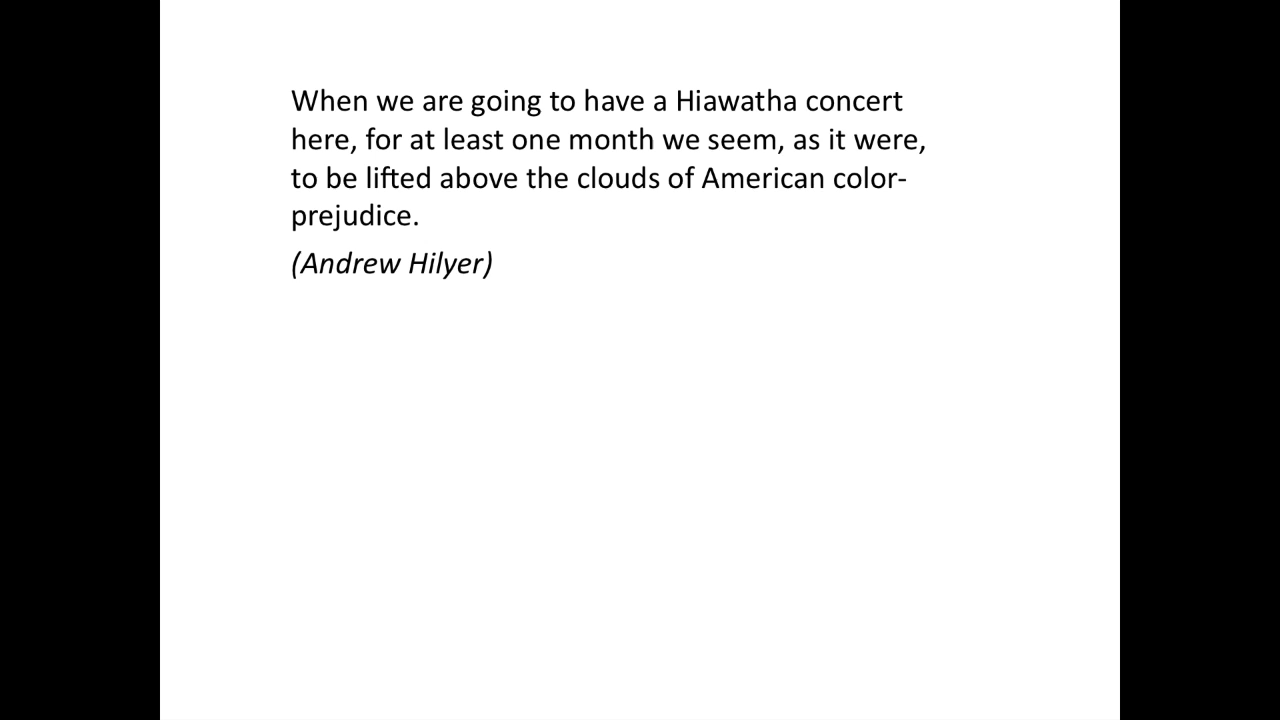 When we are going to have a Hiawatha concert
here, for at least one month we seem, as it were,
to be lifted above the clouds of American color-
prejudice.
(Andrew Hilyer)